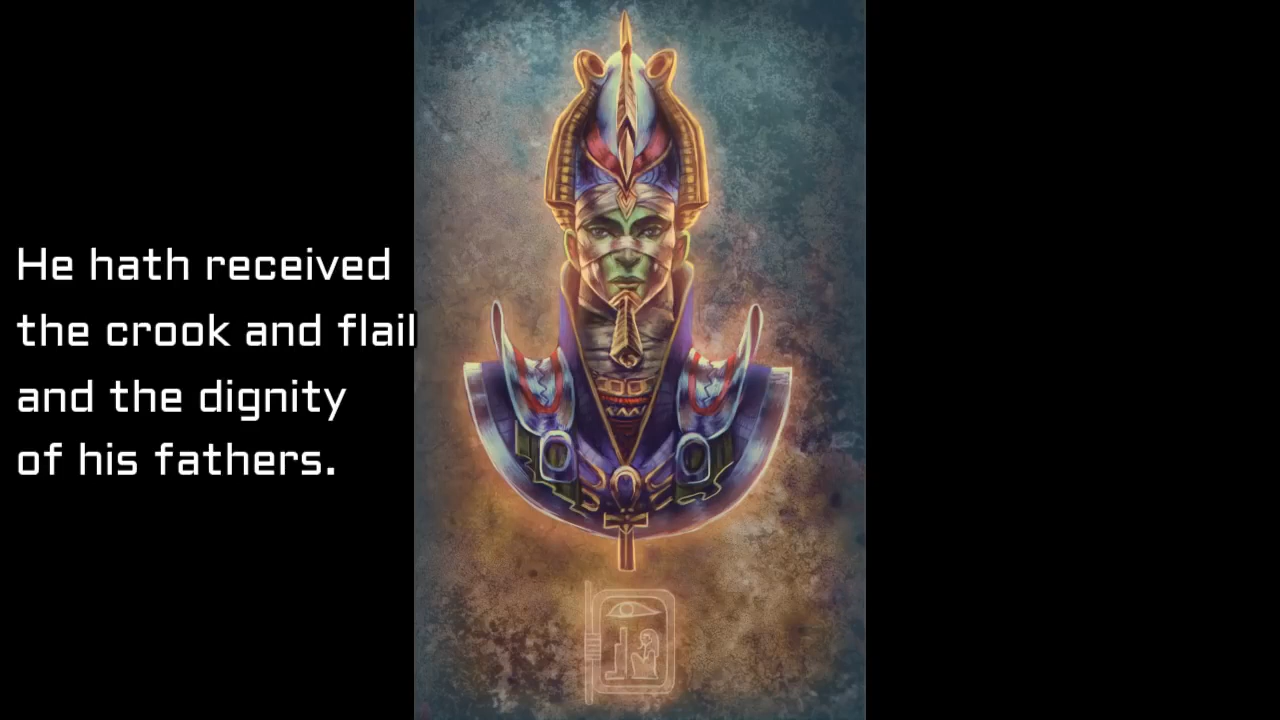 He hath received
the crook and flail
and the dignity
of his fathers.